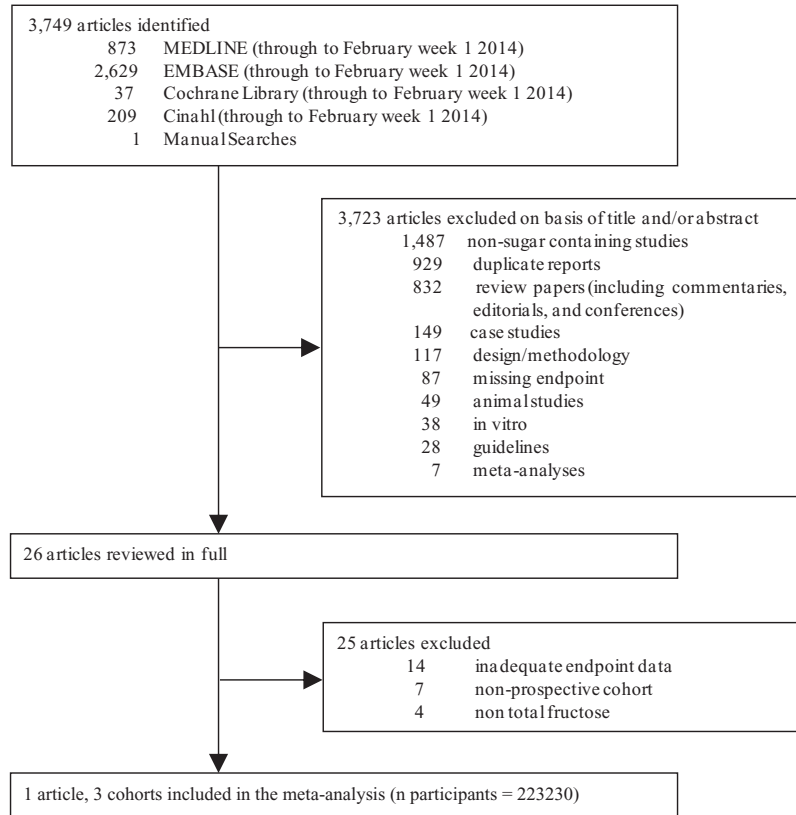 3,749 articles identified
873 MEDLINE (through to February week 1 2014)
2,629 EMBASE (through to February week 1 2014)
37 Cochrane Library (through to February week 1 2014)
209 Cinahl (through to February week 1 2014)
1 Manual Searches
3,723 articles excluded on basis of title and/or abstract
1,487 non-sugar containing studies
929 duplicate reports
832 review papers (including commentaries,
editorials, and conferences)
149 case studies
117 design/methodology
87 missing endpoint
49 animal studies
38 in vitro
28 guidelines
7 meta-analyses
26 articles reviewed in full
25 articles excluded
14 inadequate endpoint data
7 non-prospective cohort
4 non total fructose
1 article, 3 cohorts included in the meta-analysis (n participants = 223230)